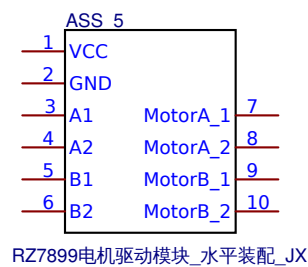 ASS_5
1 VCC
2 GND
3 A1 MotorA_1 7
4 A2 MotorA_2 8
5 B1 MotorB_1 9
6 B2 MotorB_2 10
RZ7899电机驱动模块_水平装配_JX